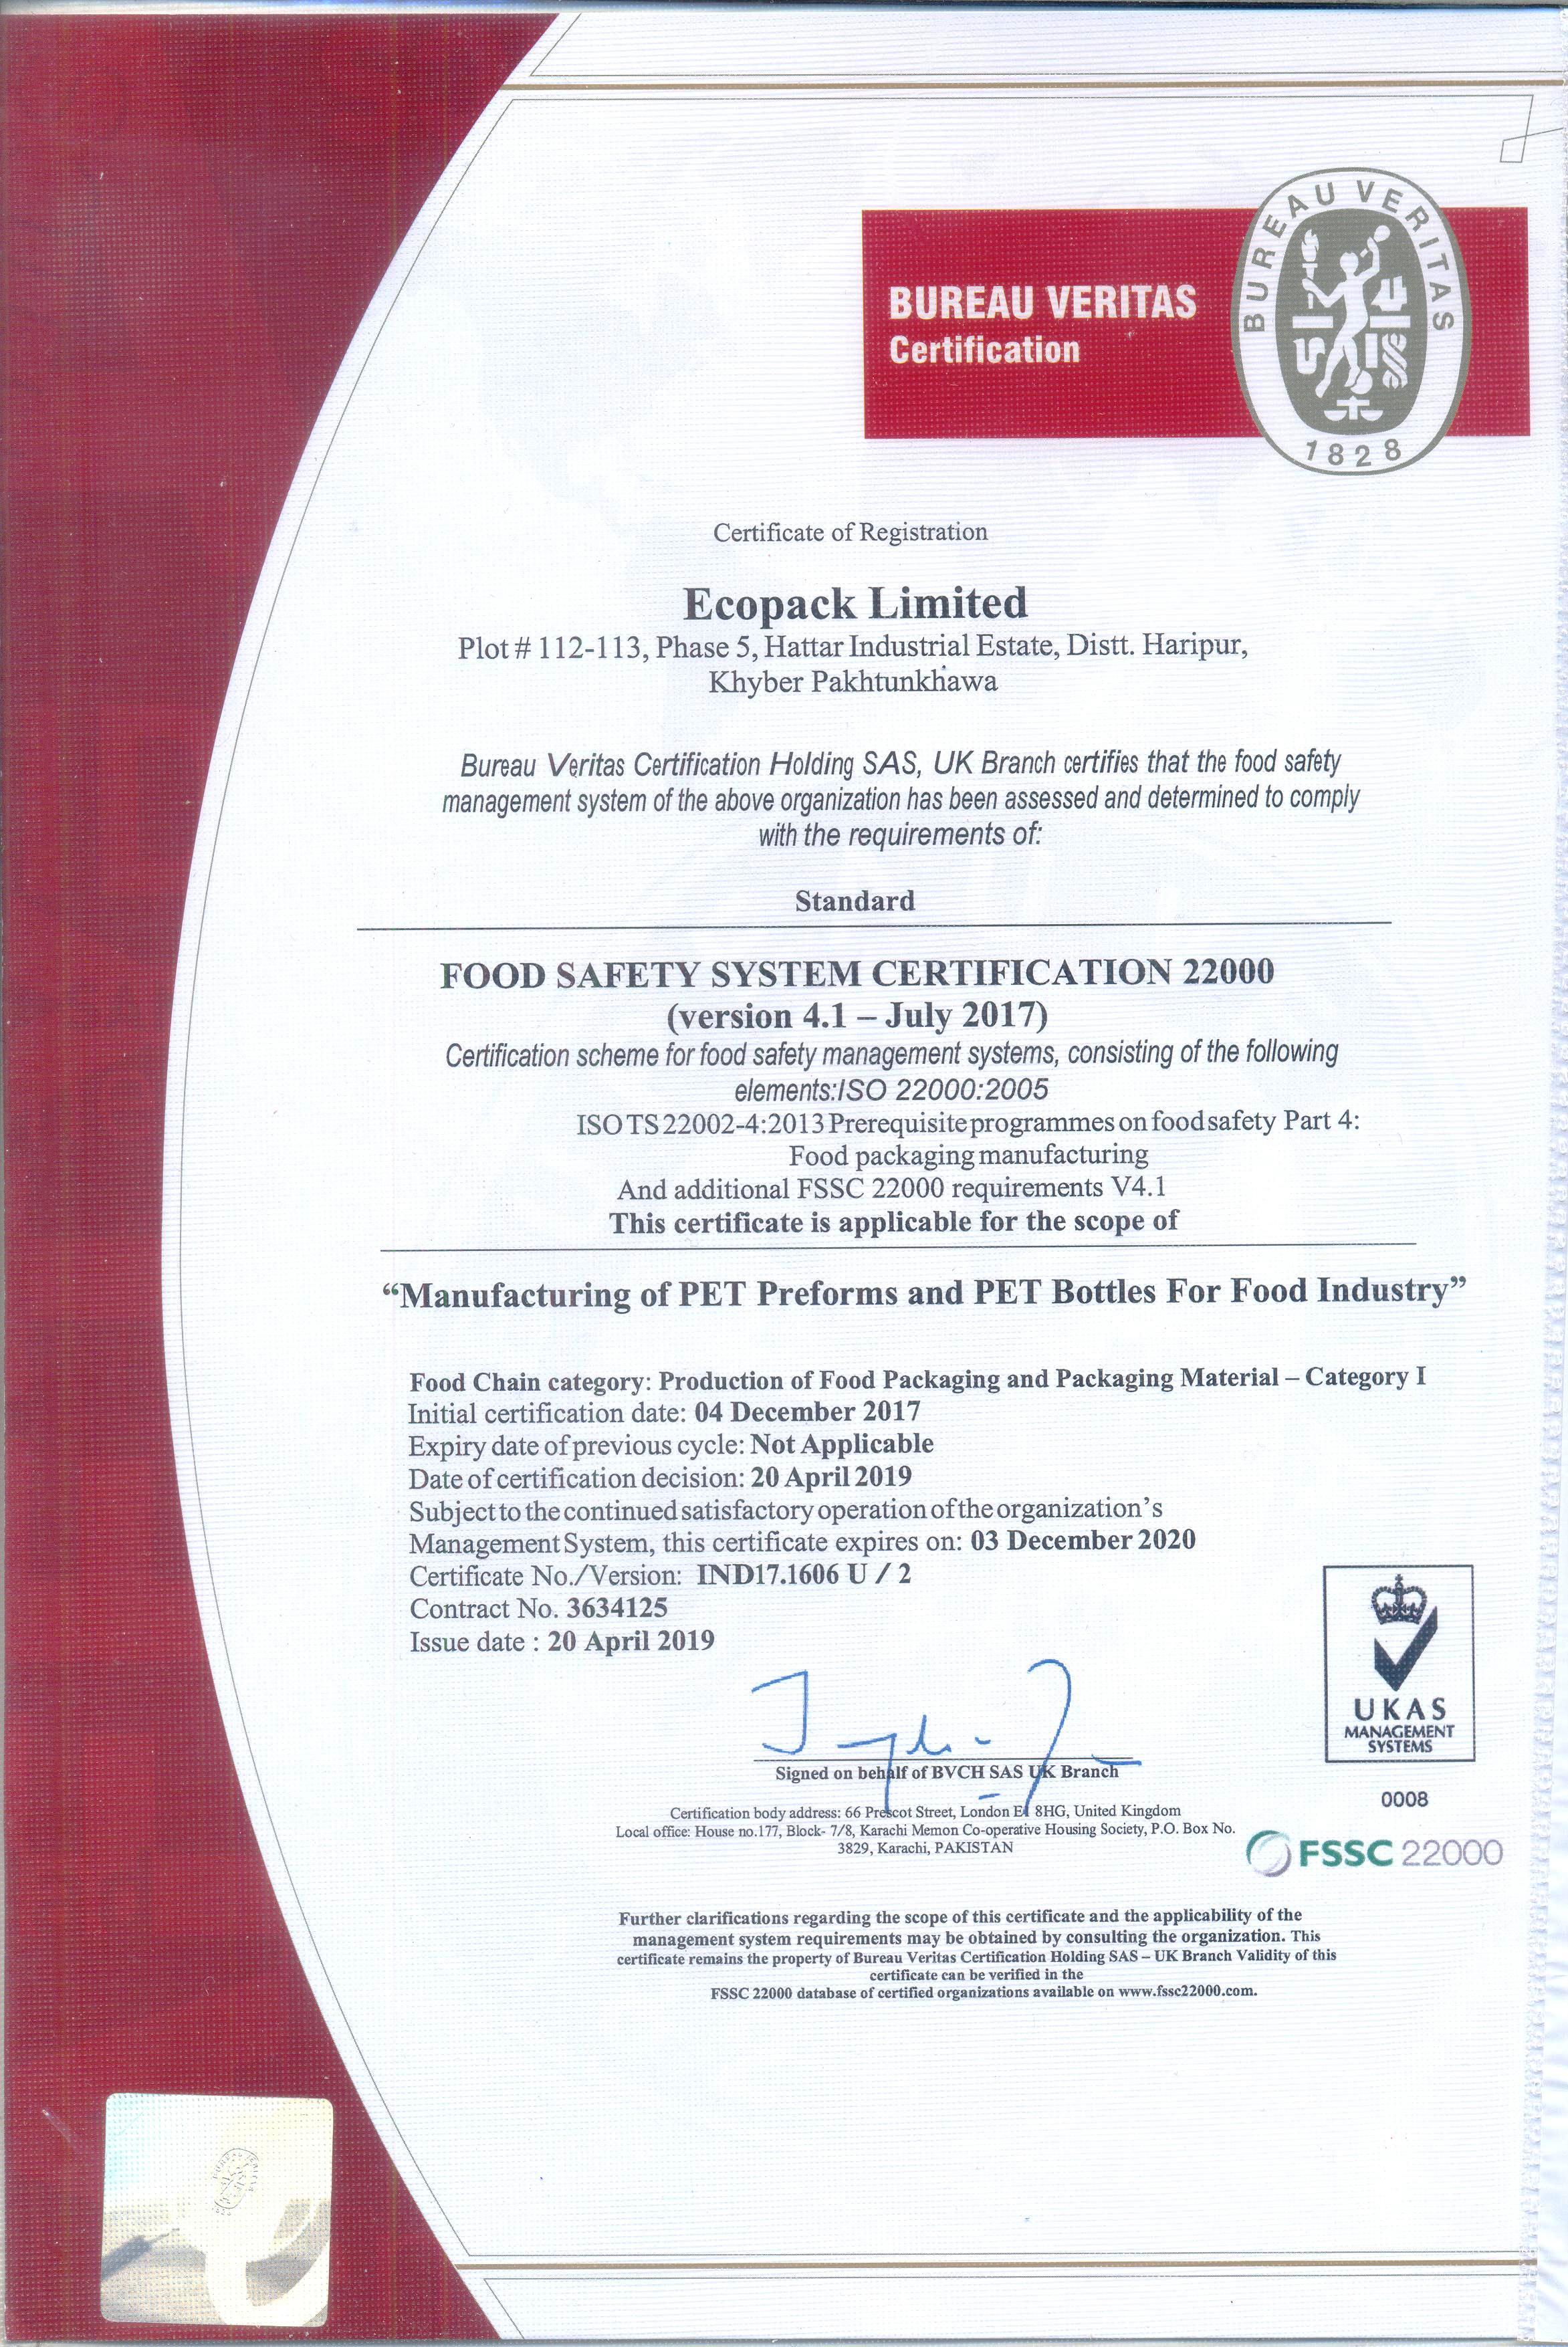 BUREAU VERITAS
Certification
BUREAU VERITAS
1828
Certificate of Registration
Ecopack Limited
Plot # 112-113, Phase 5, Hattar Industrial Estate, Distt. Haripur,
Khyber Pakhtunkhawa
Bureau Veritas Certification Holding SAS, UK Branch certifies that the food safety
management system of the above organization has been assessed and determined to comply
with the requirements of:
Standard
FOOD SAFETY SYSTEM CERTIFICATION 22000
(version 4.1 – July 2017)
Certification scheme for food safety management systems, consisting of the following
elements:ISO 22000:2005
ISO TS 22002-4:2013 Prerequisite programmes on food safety Part 4:
Food packaging manufacturing
And additional FSSC 22000 requirements V4.1
This certificate is applicable for the scope of
“Manufacturing of PET Preforms and PET Bottles For Food Industry”
Food Chain category: Production of Food Packaging and Packaging Material – Category I
Initial certification date: 04 December 2017
Expiry date of previous cycle: Not Applicable
Date of certification decision: 20 April 2019
Subject to the continued satisfactory operation of the organization’s
Management System, this certificate expires on: 03 December 2020
Certificate No./Version: IND17.1606 U / 2
Contract No. 3634125
Issue date : 20 April 2019
UKAS
MANAGEMENT
SYSTEMS
0008
Signed on behalf of BVCH SAS UK Branch
Certification body address: 66 Prescot Street, London E1 8HG, United Kingdom
Local office: House no.177, Block- 7/8, Karachi Memon Co-operative Housing Society, P.O. Box No.
3829, Karachi, PAKISTAN
FSSC 22000
Further clarifications regarding the scope of this certificate and the applicability of the
management system requirements may be obtained by consulting the organization. This
certificate remains the property of Bureau Veritas Certification Holding SAS – UK Branch Validity of this
certificate can be verified in the
FSSC 22000 database of certified organizations available on www.fssc22000.com.